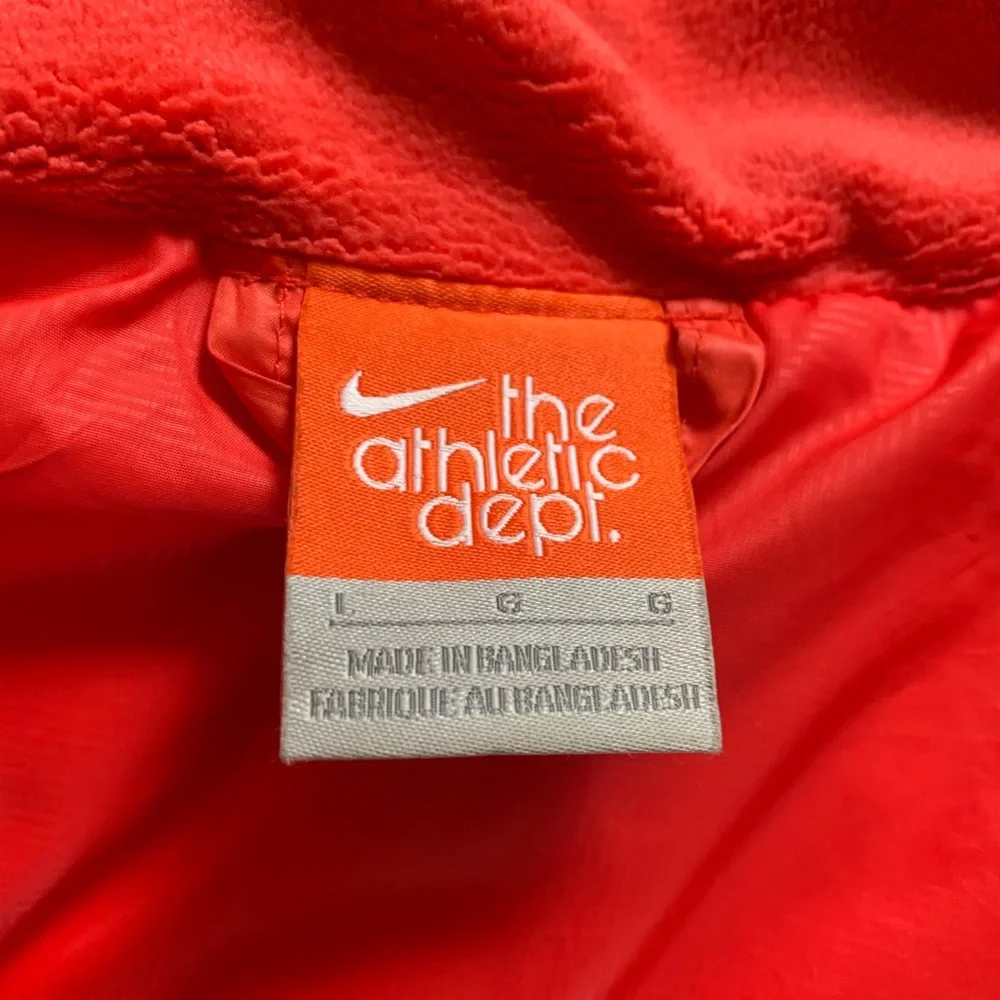 the
athletic
dept.
L G G
MADE IN BANGLADESH
FABRIQUE AU BANGLADESH